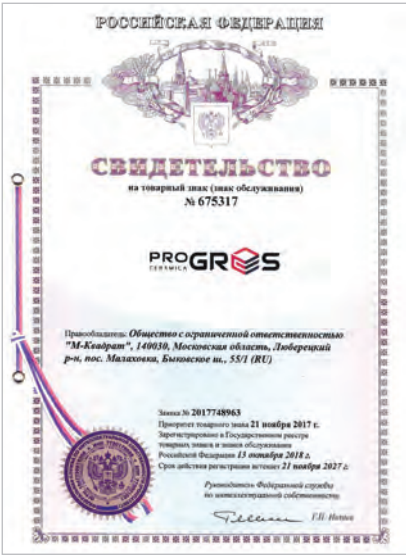 РОССИЙСКАЯ ФЕДЕРАЦИЯ
СВИДЕТЕЛЬСТВО
на товарный знак (знак обслуживания)
№ 675317
PROGRES
CERAMICA
Правообладатель: Общество с ограниченной ответственностью
"М-Квадрат", 140030, Московская область, Люберецкий
р-н, пос. Малаховка, Быковское ш., 55/1 (RU)
Заявка № 2017748963
Приоритет товарного знака 21 ноября 2017 г.
Зарегистрировано в Государственном реестре
товарных знаков и знаков обслуживания
Российской Федерации 15 октября 2018 г.
Срок действия регистрации истекает 21 ноября 2027 г.
Руководитель Федеральной службы
по интеллектуальной собственности
Г.П. Ивлиев